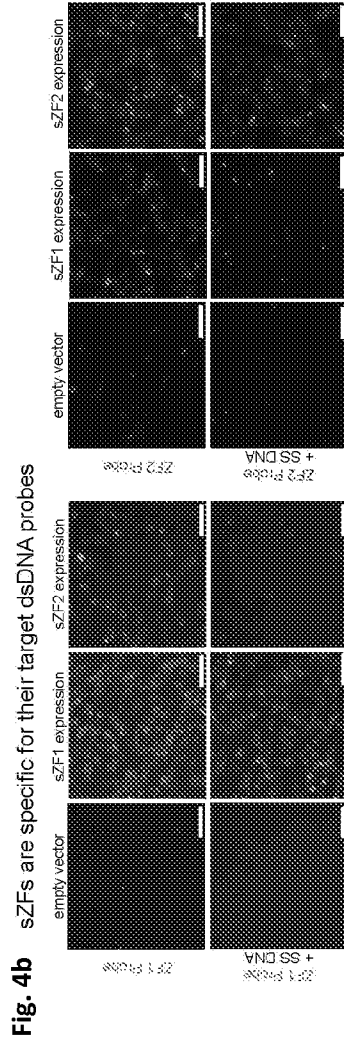 Fig. 4b
sZFs are specific for their target dsDNA probes
empty vector
sZF1 expression
sZF2 expression
ZF1 Probe
ZF1 Probe
+ SS DNA
empty vector
sZF1 expression
sZF2 expression
ZF2 Probe
ZF2 Probe
+ SS DNA